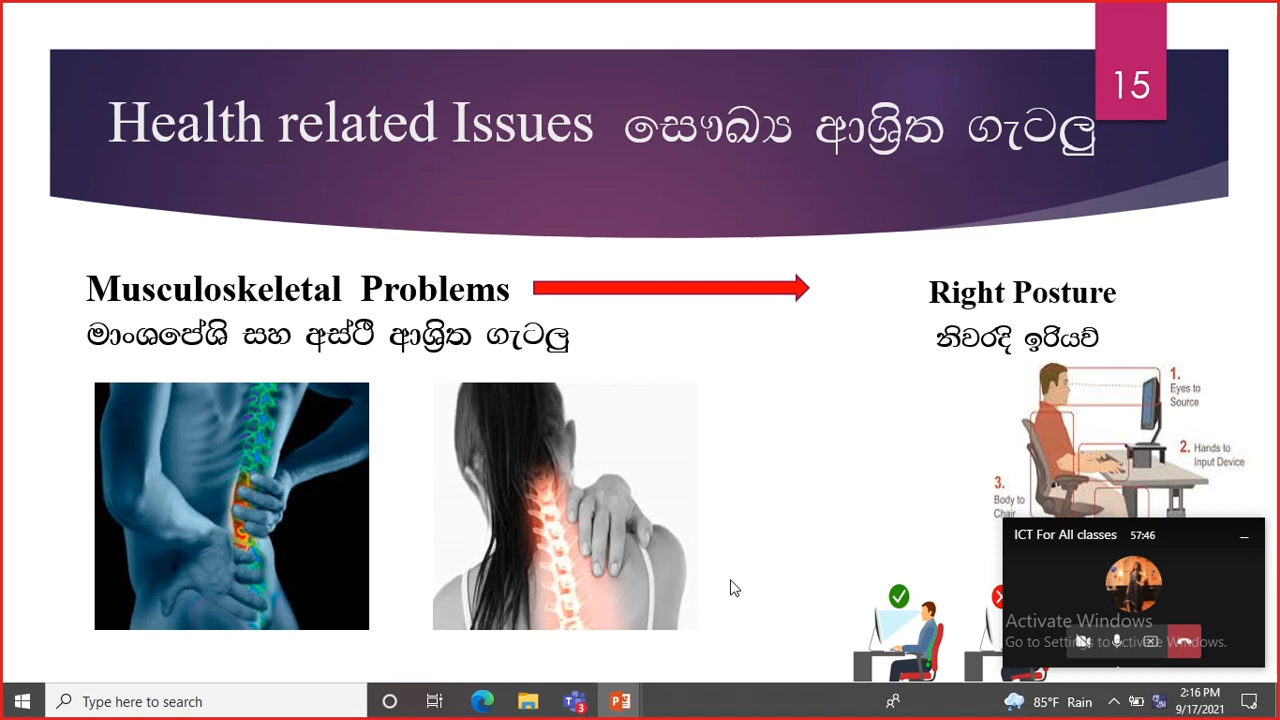 15
Health related Issues සෞඛ්‍ය ආශ්‍රිත ගැටලු
Musculoskeletal Problems
මාංශපේශි සහ අස්ථි ආශ්‍රිත ගැටලු
Right Posture
නිවරදි ඉරියව්
1.
Eyes to
Source
2. Hands to
Input Device
3.
Body to
Chair
ICT For All classes 57:46
Activate Windows
Go to Settings to activate Windows.
Type here to search
3
85°F Rain
2:16 PM
9/17/2021